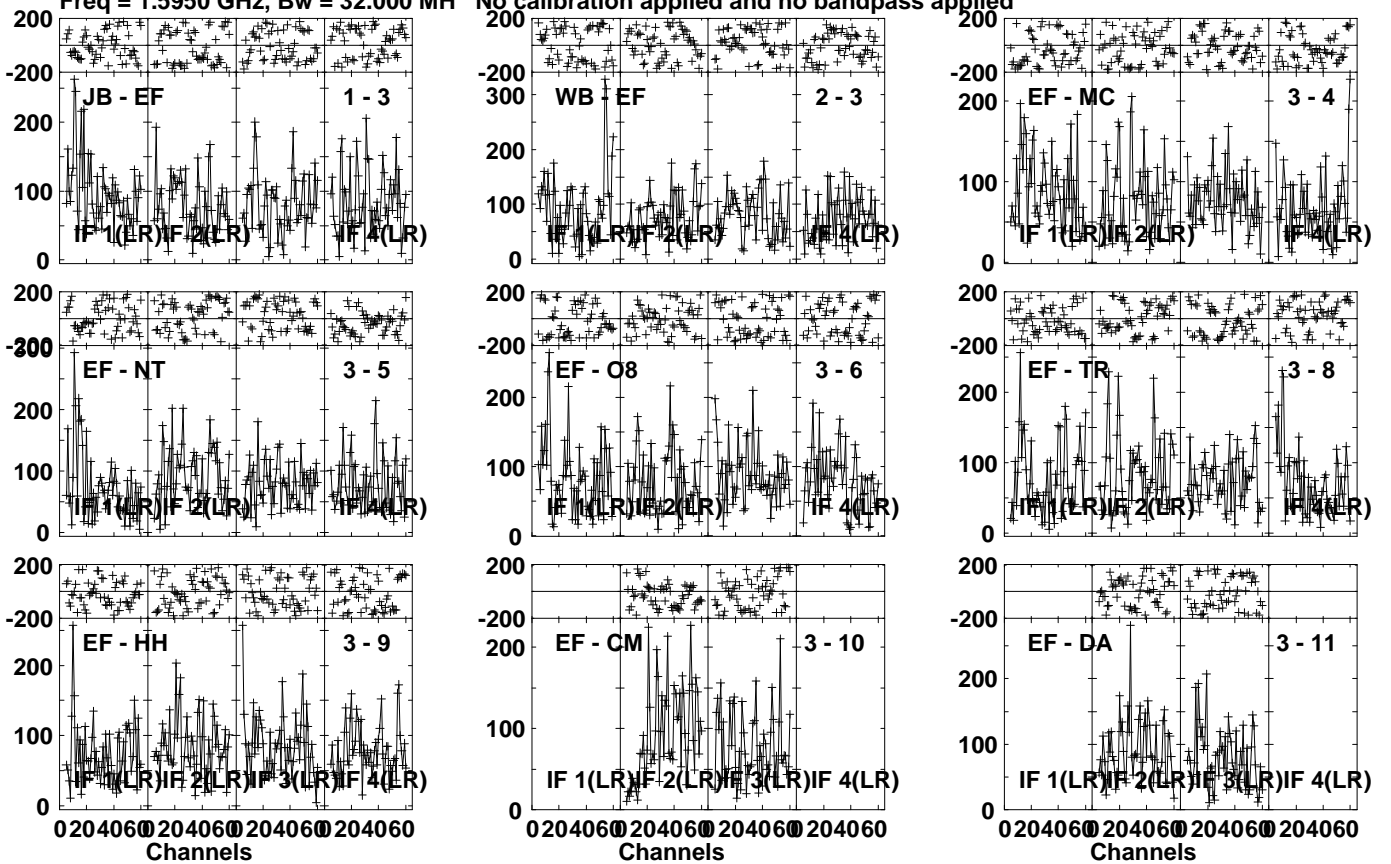 Freq = 1.5950 GHz, Bw = 32.000 MH No calibration applied and no bandpass applied
200 200 200
-200 -200 -200
JB - EF 1 - 3 WB - EF 2 - 3 EF - MC 3 - 4
300
200 200 200
100 100 100
IF 1(LR) IF 2(LR) IF 4(LR) IF 1(LR) IF 2(LR) IF 4(LR) IF 1(LR) IF 2(LR) IF 4(LR)
0 0 0
200 200 200
-200 -200 -200
300
EF - NT 3 - 5 EF - O8 3 - 6 EF - TR 3 - 8
200 200 200
100 100 100
IF 1(LR) IF 2(LR) IF 4(LR) IF 1(LR) IF 2(LR) IF 4(LR) IF 1(LR) IF 2(LR) IF 4(LR)
0 0 0
200 200 200
-200 -200 -200
EF - HH 3 - 9 EF - CM 3 - 10 EF - DA 3 - 11
200 200 200
100 100 100
IF 1(LR) IF 2(LR) IF 3(LR) IF 4(LR) IF 1(LR) IF 2(LR) IF 3(LR) IF 4(LR) IF 1(LR) IF 2(LR) IF 3(LR) IF 4(LR)
0 0 0
0 20 40 60 0 20 40 60 0 20 40 60 0 20 40 60 0 20 40 60 0 20 40 60 0 20 40 60 0 20 40 60 0 20 40 60 0 20 40 60 0 20 40 60 0 20 40 60
Channels Channels Channels